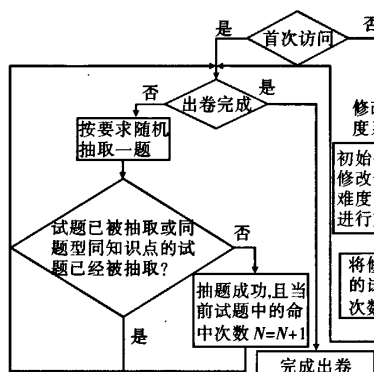 首次访问
是
否
出卷完成
否
是
按要求随机
抽取一题
试题已被抽取或同
题型同知识点的试
题已经被抽取?
否
是
抽题成功,且当
前试题中的命
中次数 N=N+1
完成出卷
修改
度
初始
修改
难度
进行
将修
的试
次数